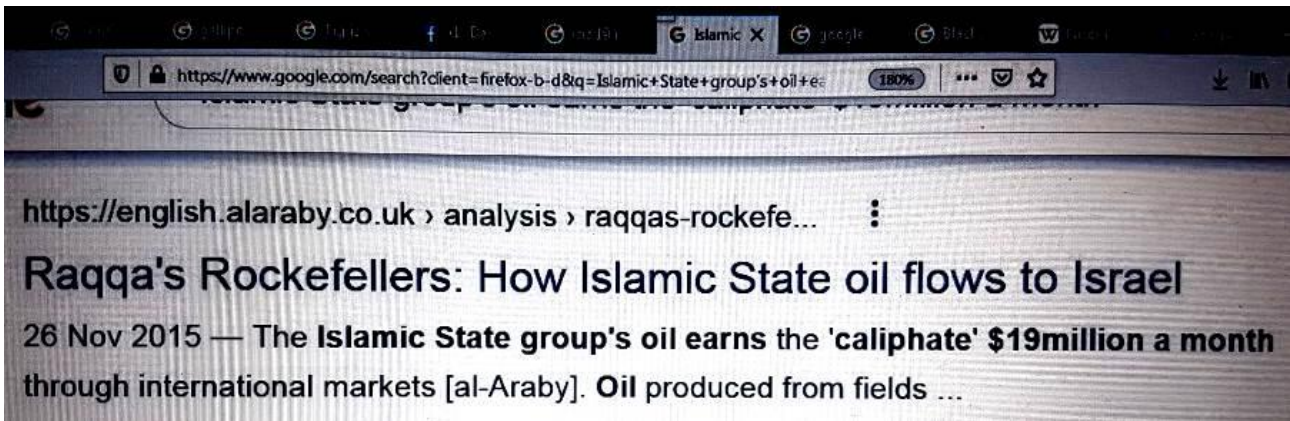 Islamic
google
https://www.google.com/search?client=firefox-b-d&q=Islamic+State+group's+oil+ea
180%
https://english.alaraby.co.uk › analysis › raqqas-rockefe...
Raqqa's Rockefellers: How Islamic State oil flows to Israel
26 Nov 2015 — The Islamic State group's oil earns the 'caliphate' $19million a month
through international markets [al-Araby]. Oil produced from fields ...